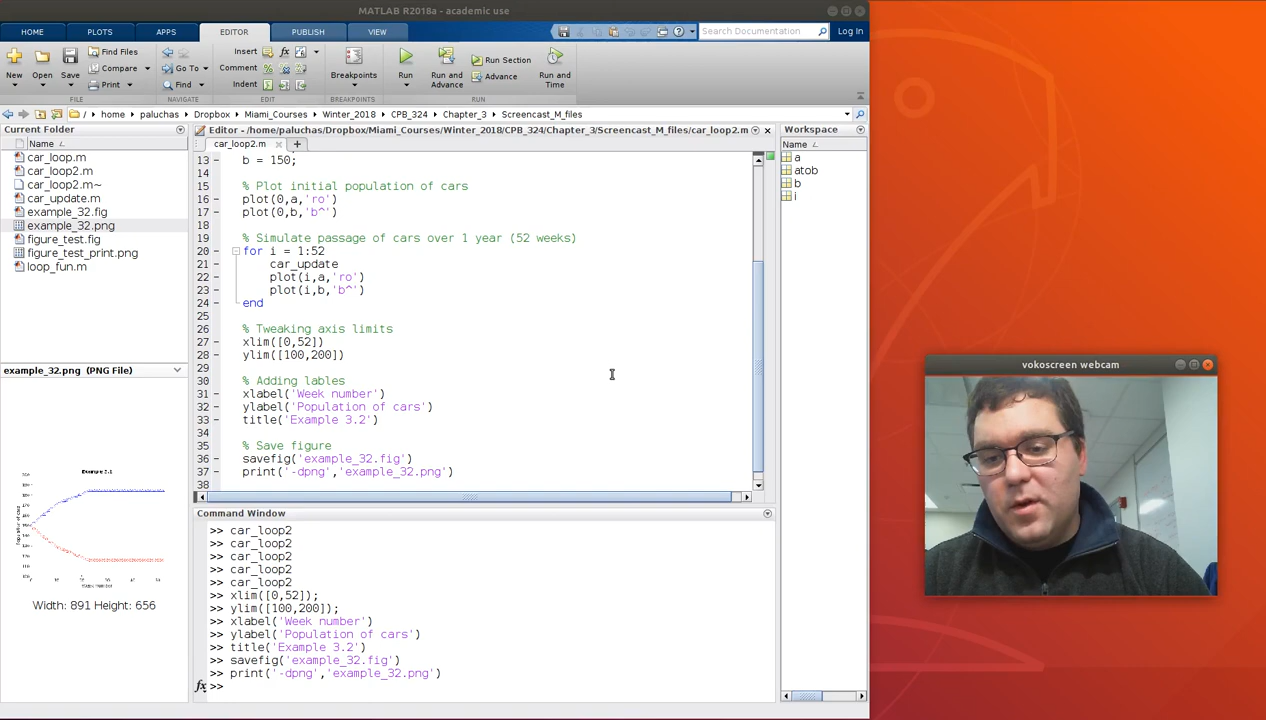 MATLAB R2018a - academic use
HOME PLOTS APPS EDITOR PUBLISH VIEW Search Documentation Log In
New Open Save Find Files Compare Print Go To Find Insert Comment Indent fx Breakpoints Run Run and Advance Run Section Advance Run and Time
FILE NAVIGATE EDIT BREAKPOINTS RUN
/ home paluchas Dropbox Miami_Courses Winter_2018 CPB_324 Chapter_3 Screencast_M_files
Current Folder
Name
car_loop.m
car_loop2.m
car_loop2.m~
car_update.m
example_32.fig
example_32.png
figure_test.fig
figure_test_print.png
loop_fun.m
example_32.png (PNG File)
Width: 891 Height: 656
Editor - /home/paluchas/Dropbox/Miami_Courses/Winter_2018/CPB_324/Chapter_3/Screencast_M_files/car_loop2.m
car_loop2.m
13 b = 150;
14
15 % Plot initial population of cars
16 plot(0,a,'ro')
17 plot(0,b,'b^')
18
19 % Simulate passage of cars over 1 year (52 weeks)
20 for i = 1:52
21 car_update
22 plot(i,a,'ro')
23 plot(i,b,'b^')
24 end
25
26 % Tweaking axis limits
27 xlim([0,52])
28 ylim([100,200])
29
30 % Adding lables
31 xlabel('Week number')
32 ylabel('Population of cars')
33 title('Example 3.2')
34
35 % Save figure
36 savefig('example_32.fig')
37 print('-dpng','example_32.png')
38
Command Window
>> car_loop2
>> car_loop2
>> car_loop2
>> car_loop2
>> car_loop2
>> xlim([0,52]);
>> ylim([100,200]);
>> xlabel('Week number')
>> ylabel('Population of cars')
>> title('Example 3.2')
>> savefig('example_32.fig')
>> print('-dpng','example_32.png')
fx >>
Workspace
Name
a
atob
b
i
vokoscreen webcam